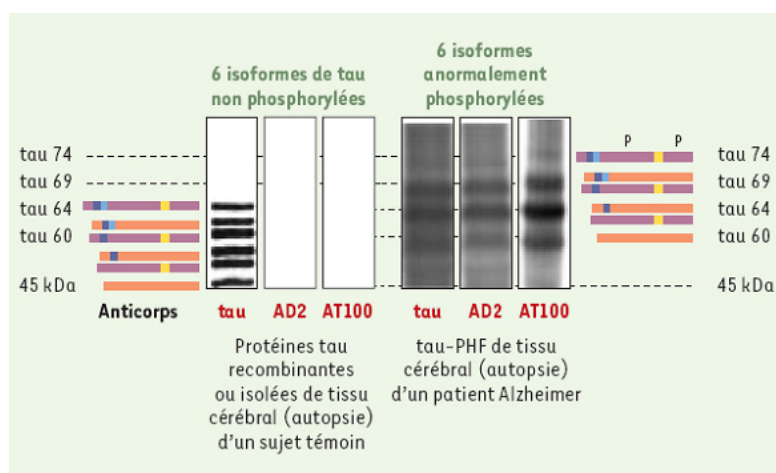 6 isoformes de tau
non phosphorylées
6 isoformes
anormalement
phosphorylées
tau 74
tau 69
tau 64
tau 60
45 kDa
P P
tau 74
tau 69
tau 64
tau 60
45 kDa
Anticorps tau AD2 AT100 tau AD2 AT100
Protéines tau
recombinantes
ou isolées de tissu
cérébral (autopsie)
d'un sujet témoin
tau-PHF de tissu
cérébral (autopsie)
d'un patient Alzheimer